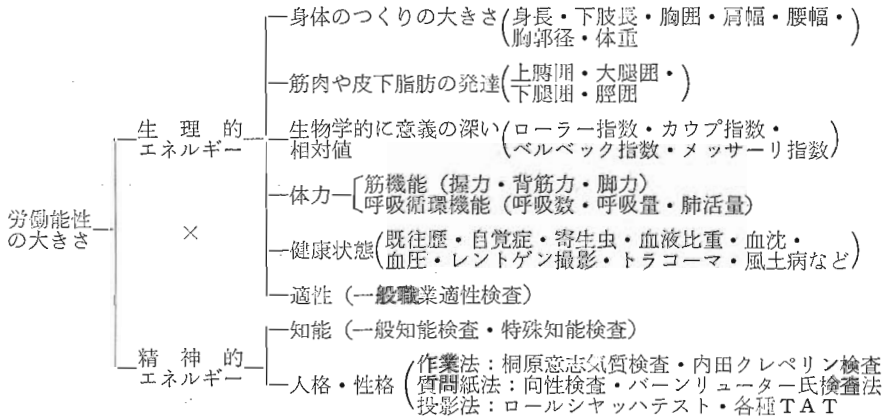 身体のつくりの大きさ(身長・下肢長・胸囲・肩幅・腰幅・
胸郭径・体重)
筋肉や皮下脂肪の発達(上膊囲・大腿囲・
下腿囲・脛囲)
生理的
エネルギー
生物学的に意義の深い
相対値
(ローラー指数・カウプ指数・
ベルベック指数・メッサーリ指数)
労働能性
の大きさ
×
体力
筋機能(握力・背筋力・脚力)
呼吸循環機能(呼吸数・呼吸量・肺活量)
健康状態(既往歴・自覚症・寄生虫・血液比重・血沈・
血圧・レントゲン撮影・トラコーマ・風土病など)
適性(一般職業適性検査)
精神的
エネルギー
知能(一般知能検査・特殊知能検査)
人格・性格
作業法:桐原意志気質検査・内田クレペリン検査
質問紙法:向性検査・バーンリューター氏検査法
投影法:ロールシャッハテスト・各種TAT